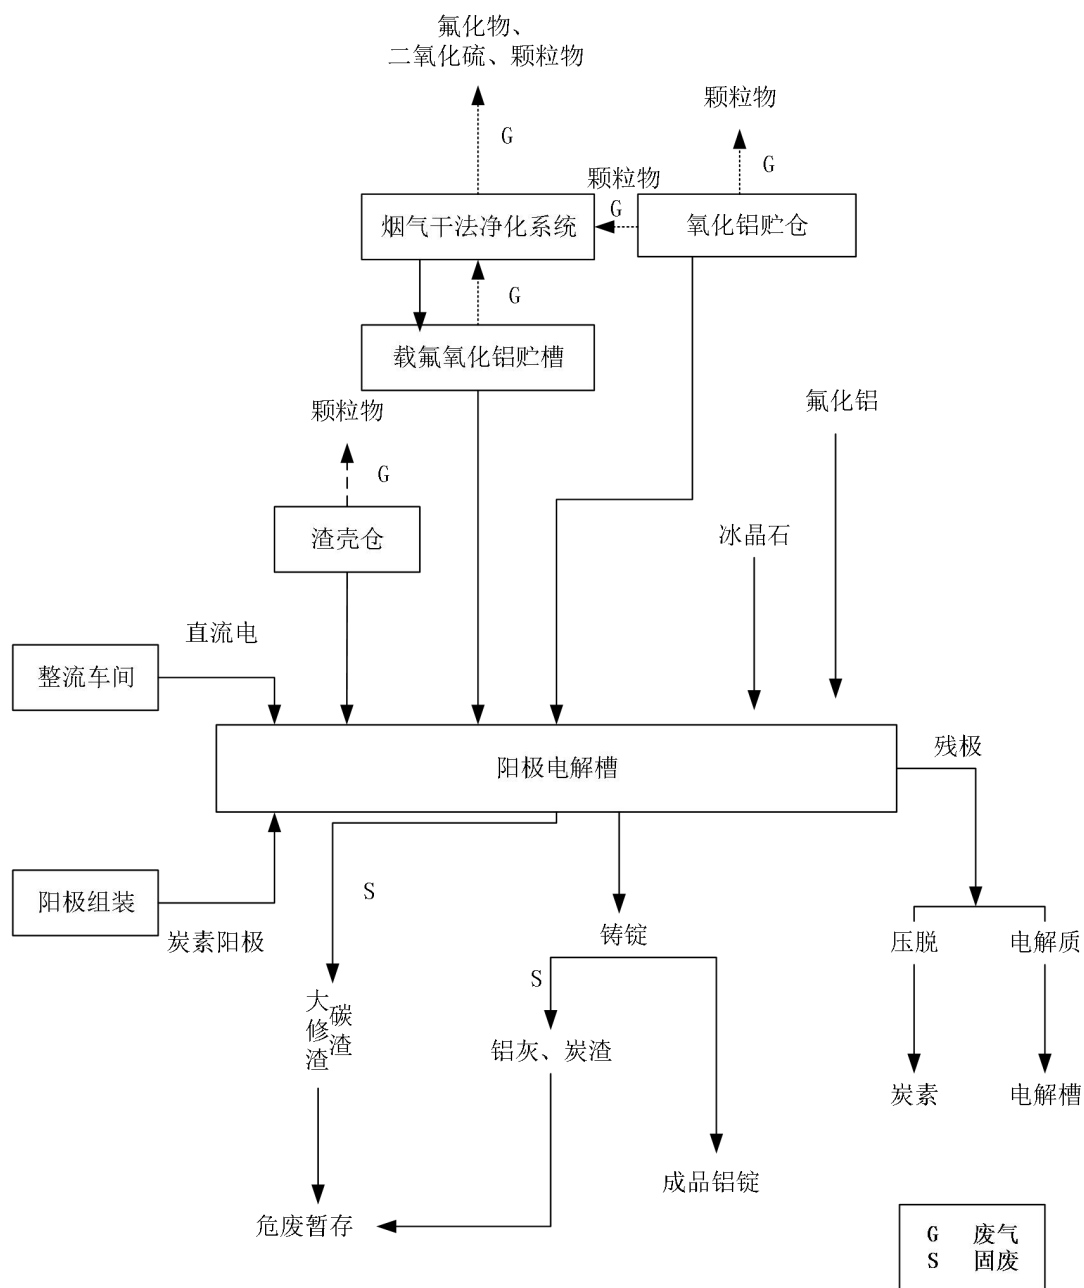 氟化物、
二氧化硫、颗粒物
G
颗粒物
G
颗粒物
G
烟气干法净化系统
氧化铝贮仓
G
载氟氧化铝贮槽
颗粒物
G
氟化铝
渣壳仓
冰晶石
直流电
整流车间
阳极电解槽
残极
阳极组装
炭素阳极
S
铸锭
压脱
电解质
S
大修渣
碳渣
铝灰、炭渣
炭素
电解槽
成品铝锭
危废暂存
G 废气
S 固废